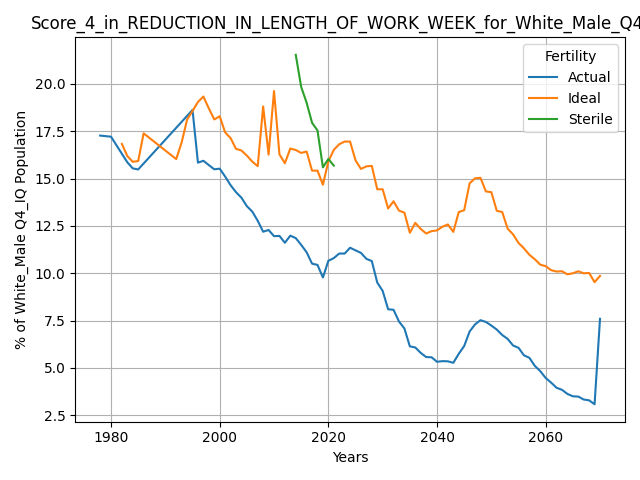 Score_4_in_REDUCTION_IN_LENGTH_OF_WORK_WEEK_for_White_Male_Q4
Fertility
Actual
Ideal
Sterile
% of White_Male Q4_IQ Population
20.0
17.5
15.0
12.5
10.0
7.5
5.0
2.5
1980
2000
2020
2040
2060
Years